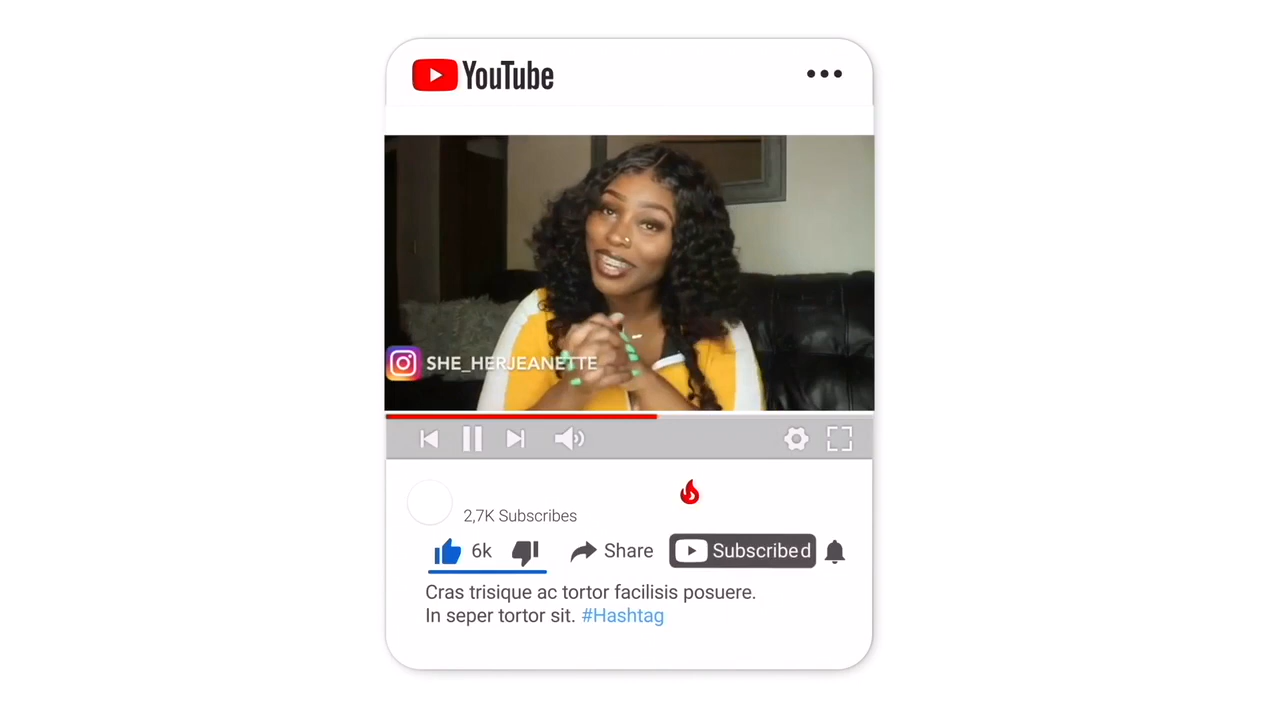 YouTube
SHE_HERJEANETTE
2,7K Subscribes
6k
Share
Subscribed
Cras trisique ac tortor facilisis posuere.
In seper tortor sit. #Hashtag